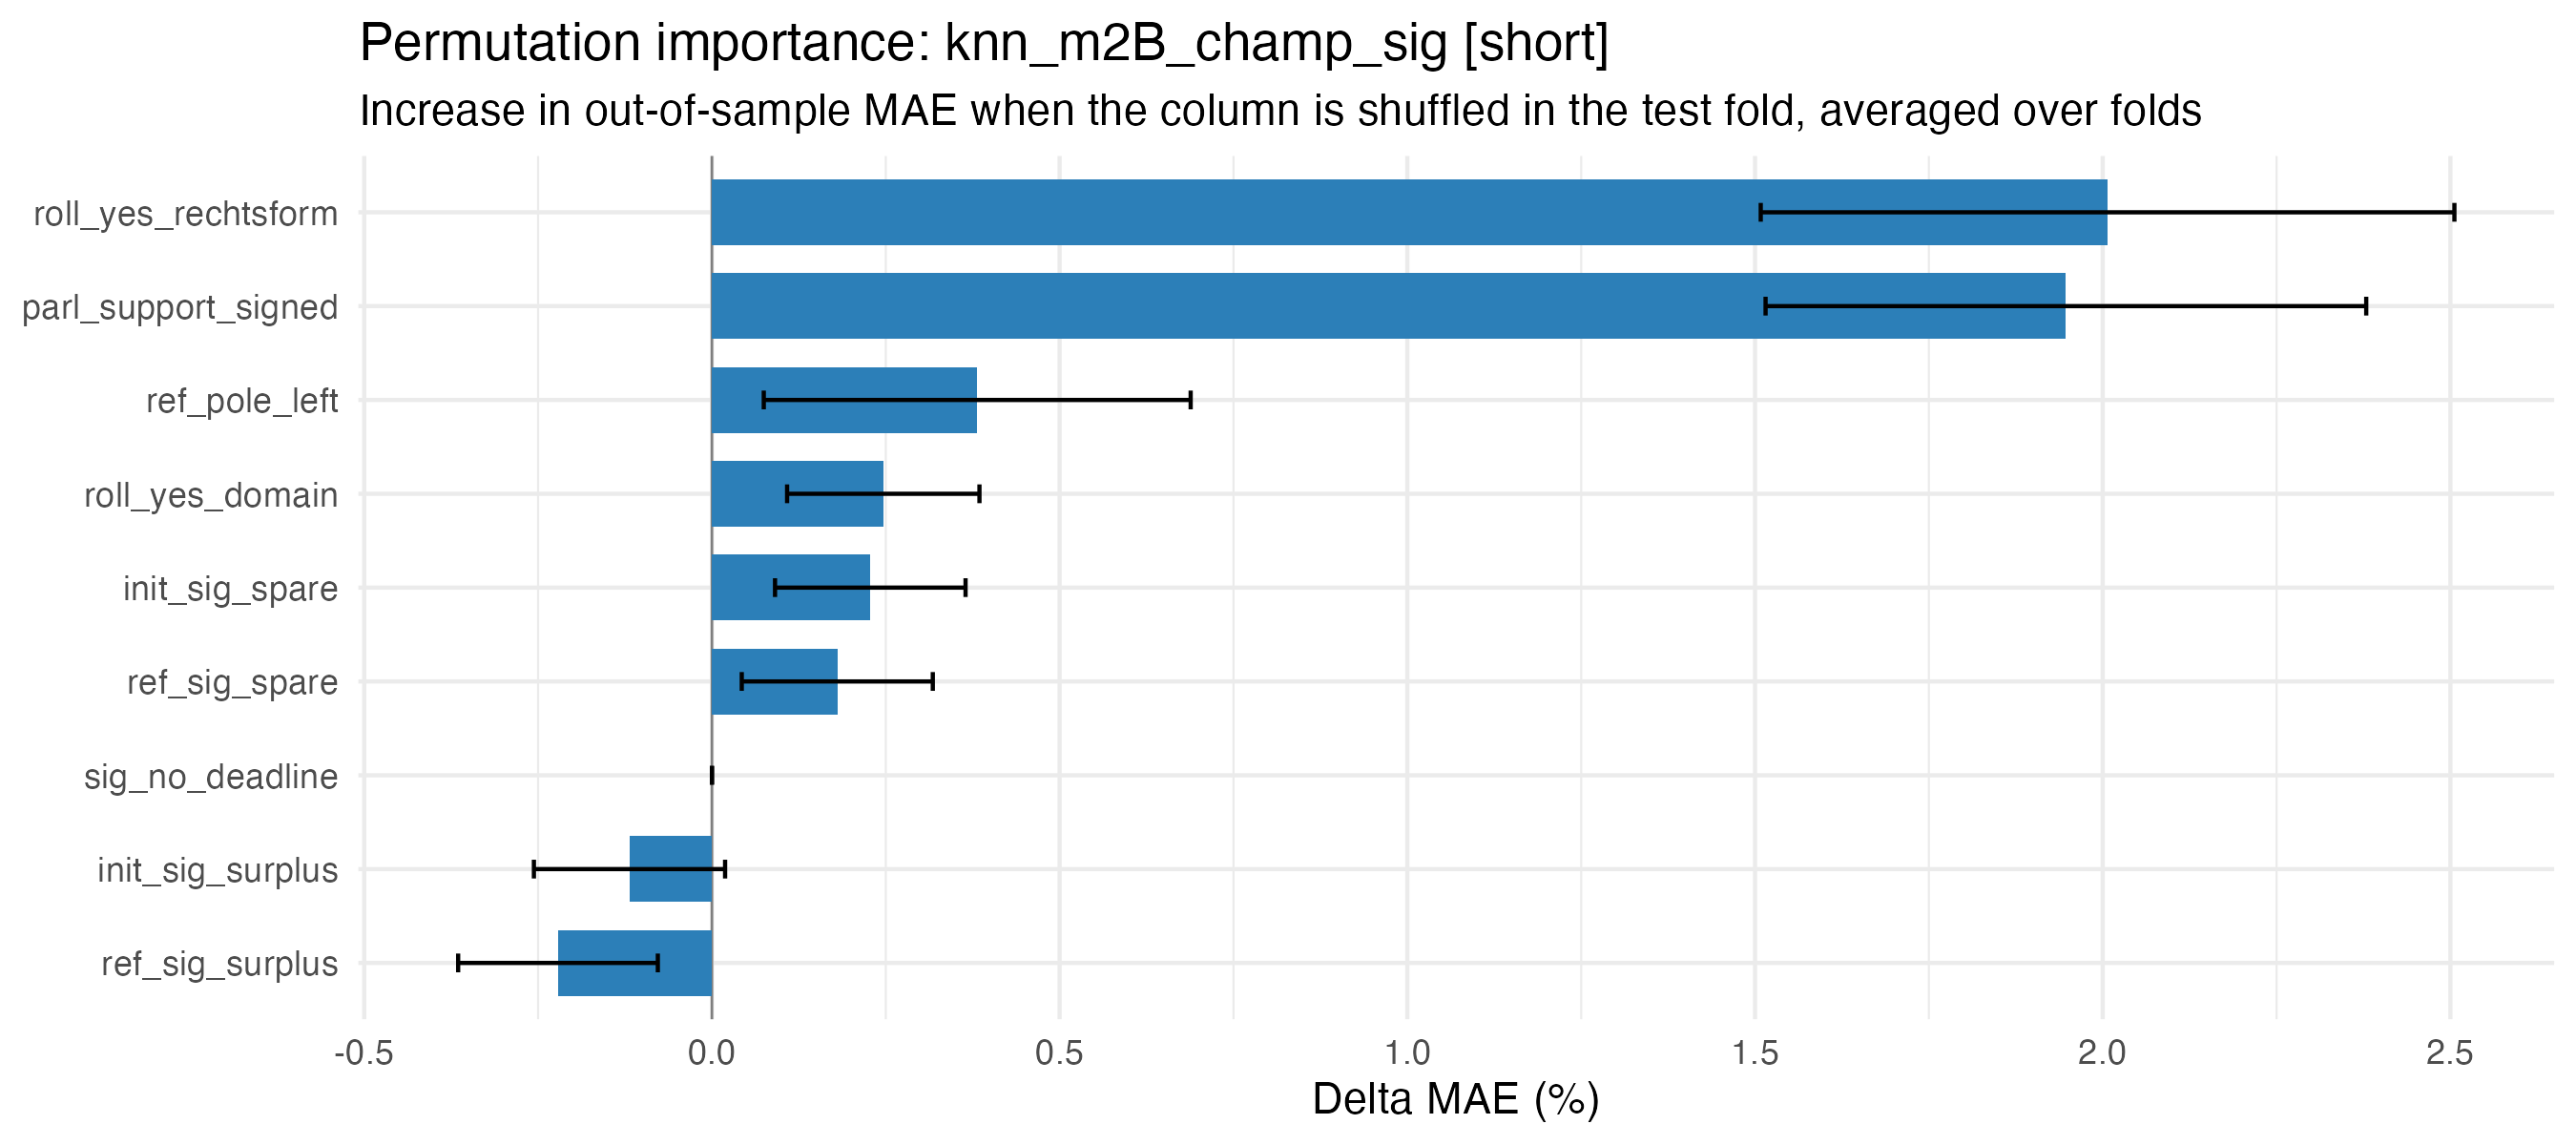 Permutation importance: knn_m2B_champ_sig [short]
Increase in out-of-sample MAE when the column is shuffled in the test fold, averaged over folds
roll_yes_rechtsform
parl_support_signed
ref_pole_left
roll_yes_domain
init_sig_spare
ref_sig_spare
sig_no_deadline
init_sig_surplus
ref_sig_surplus
-0.5 0.0 0.5 1.0 1.5 2.0 2.5
Delta MAE (%)